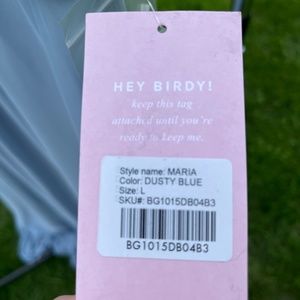 HEY BIRDY!
keep this tag
attached until you're
ready to keep me.
Style name: MARIA
Color: DUSTY BLUE
Size: L
SKU#: BG1015DB04B3
BG1015DB04B3